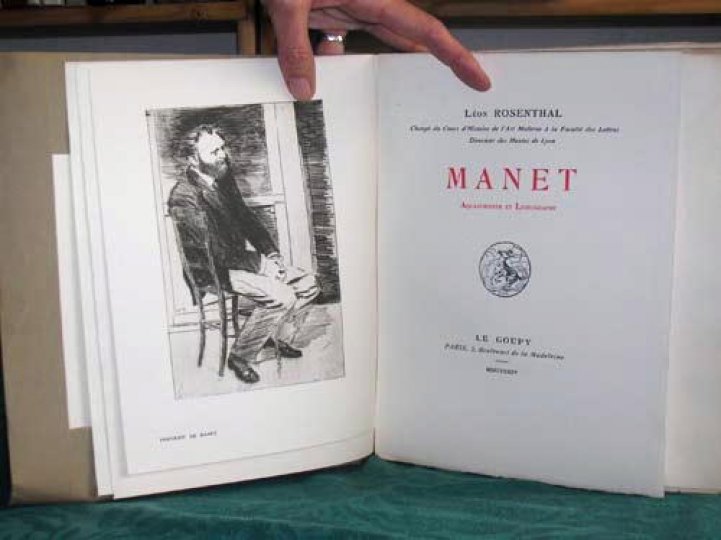 PORTRAIT DE MANET
LÉON ROSENTHAL
Chargé du Cours d'Histoire de l'Art Moderne à la Faculté des Lettres
Directeur des Musées de Lyon
MANET
AQUAFORTISTE ET LITHOGRAPHE
LE GOUPY
PARIS, 5, Boulevard de la Madeleine